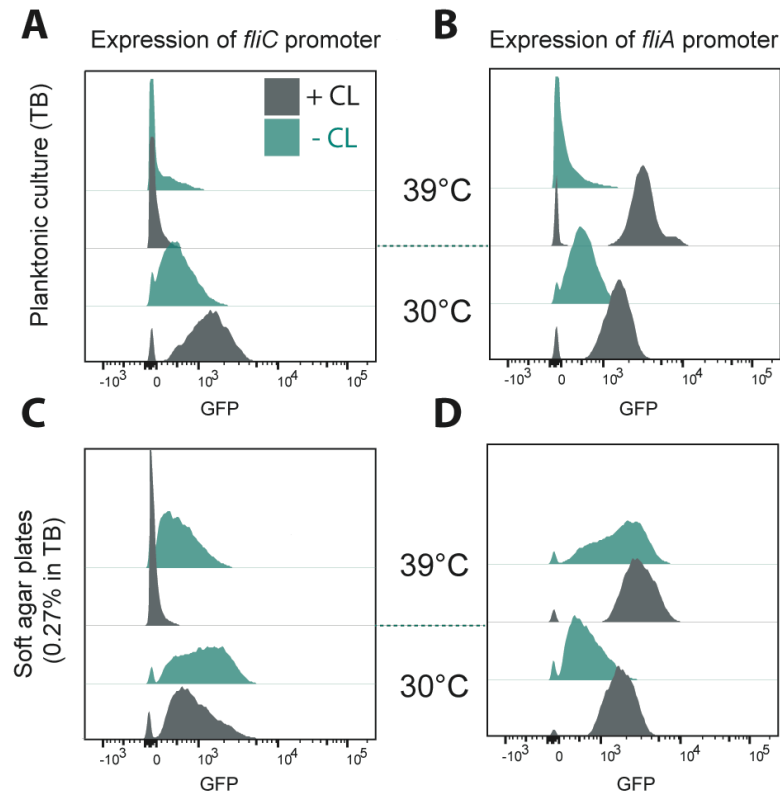 A Expression of fliC promoter
B Expression of fliA promoter
Planktonic culture (TB)
+ CL
- CL
39°C
30°C
-10³ 0 10³ 10⁴ 10⁵
GFP
-10³ 0 10³ 10⁴ 10⁵
GFP
C
D
Soft agar plates
(0.27% in TB)
39°C
30°C
-10³ 0 10³ 10⁴ 10⁵
GFP
-10³ 0 10³ 10⁴ 10⁵
GFP